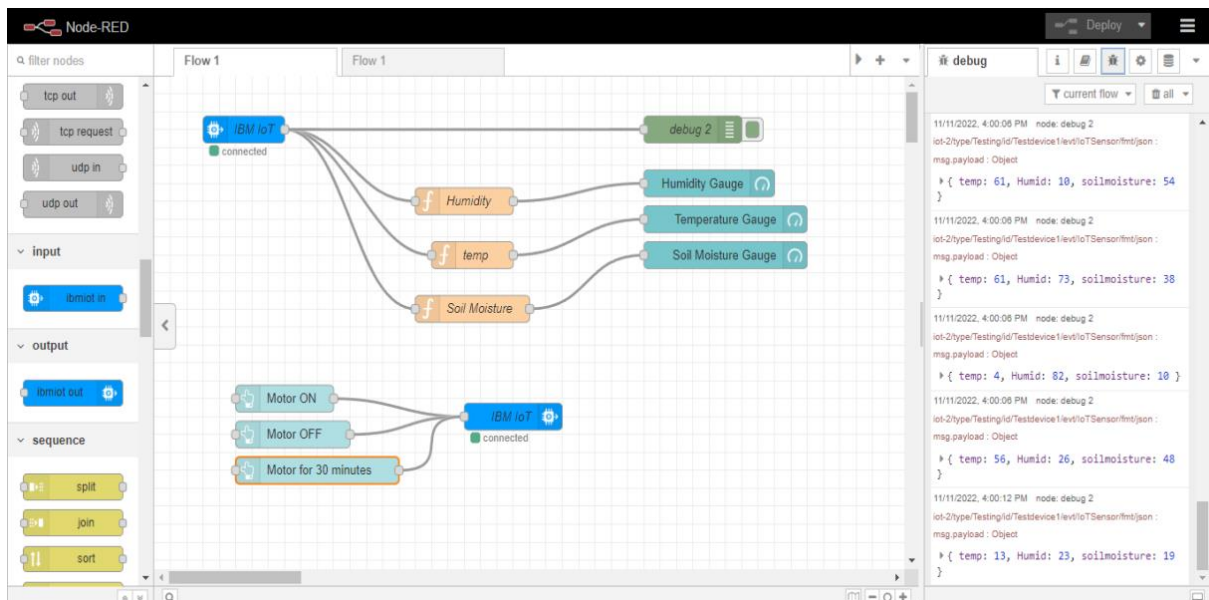 Node-RED
Deploy
filter nodes
tcp out
tcp request
udp in
udp out
input
ibmiot in
output
ibmiot out
sequence
split
join
sort
Flow 1
Flow 1
IBM IoT
connected
debug 2
Humidity
Humidity Gauge
temp
Temperature Gauge
Soil Moisture
Soil Moisture Gauge
Motor ON
Motor OFF
Motor for 30 minutes
IBM IoT
connected
debug
i
current flow
all
11/11/2022, 4:00:06 PM node: debug 2
iot-2/type/Testing/id/Testdevice1/evt/IoTSensor/fmt/json :
msg.payload : Object
{ temp: 61, Humid: 10, soilmoisture: 54
}
11/11/2022, 4:00:06 PM node: debug 2
iot-2/type/Testing/id/Testdevice1/evt/IoTSensor/fmt/json :
msg.payload : Object
{ temp: 61, Humid: 73, soilmoisture: 38
}
11/11/2022, 4:00:06 PM node: debug 2
iot-2/type/Testing/id/Testdevice1/evt/IoTSensor/fmt/json :
msg.payload : Object
{ temp: 4, Humid: 82, soilmoisture: 10 }
11/11/2022, 4:00:06 PM node: debug 2
iot-2/type/Testing/id/Testdevice1/evt/IoTSensor/fmt/json :
msg.payload : Object
{ temp: 56, Humid: 26, soilmoisture: 48
}
11/11/2022, 4:00:12 PM node: debug 2
iot-2/type/Testing/id/Testdevice1/evt/IoTSensor/fmt/json :
msg.payload : Object
{ temp: 13, Humid: 23, soilmoisture: 19
}